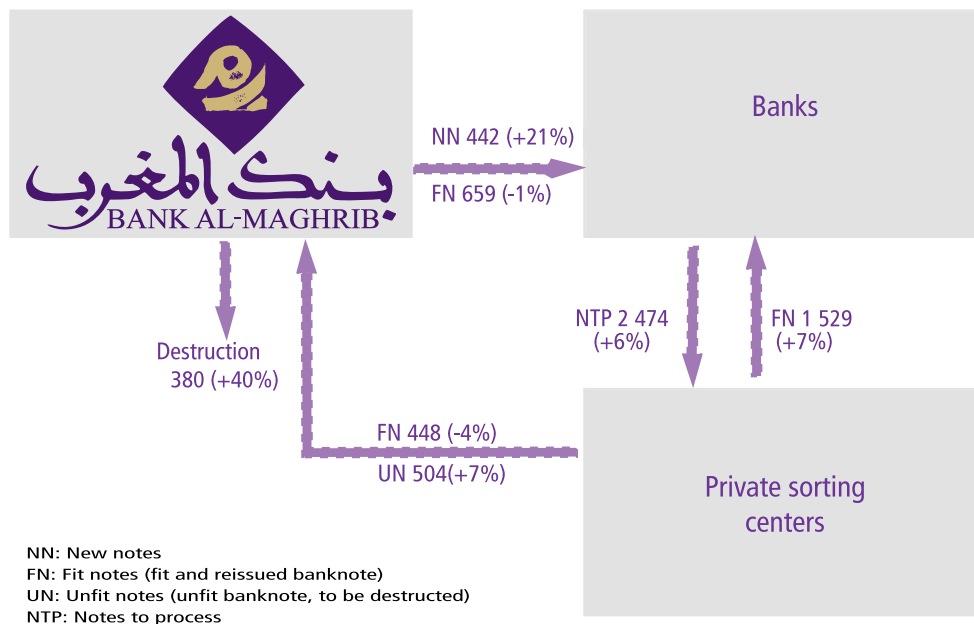 بنك المغرب
BANK AL-MAGHRIB
NN 442 (+21%)
FN 659 (-1%)
Banks
Destruction
380 (+40%)
NTP 2 474
(+6%)
FN 1 529
(+7%)
FN 448 (-4%)
UN 504(+7%)
Private sorting
centers
NN: New notes
FN: Fit notes (fit and reissued banknote)
UN: Unfit notes (unfit banknote, to be destructed)
NTP: Notes to process